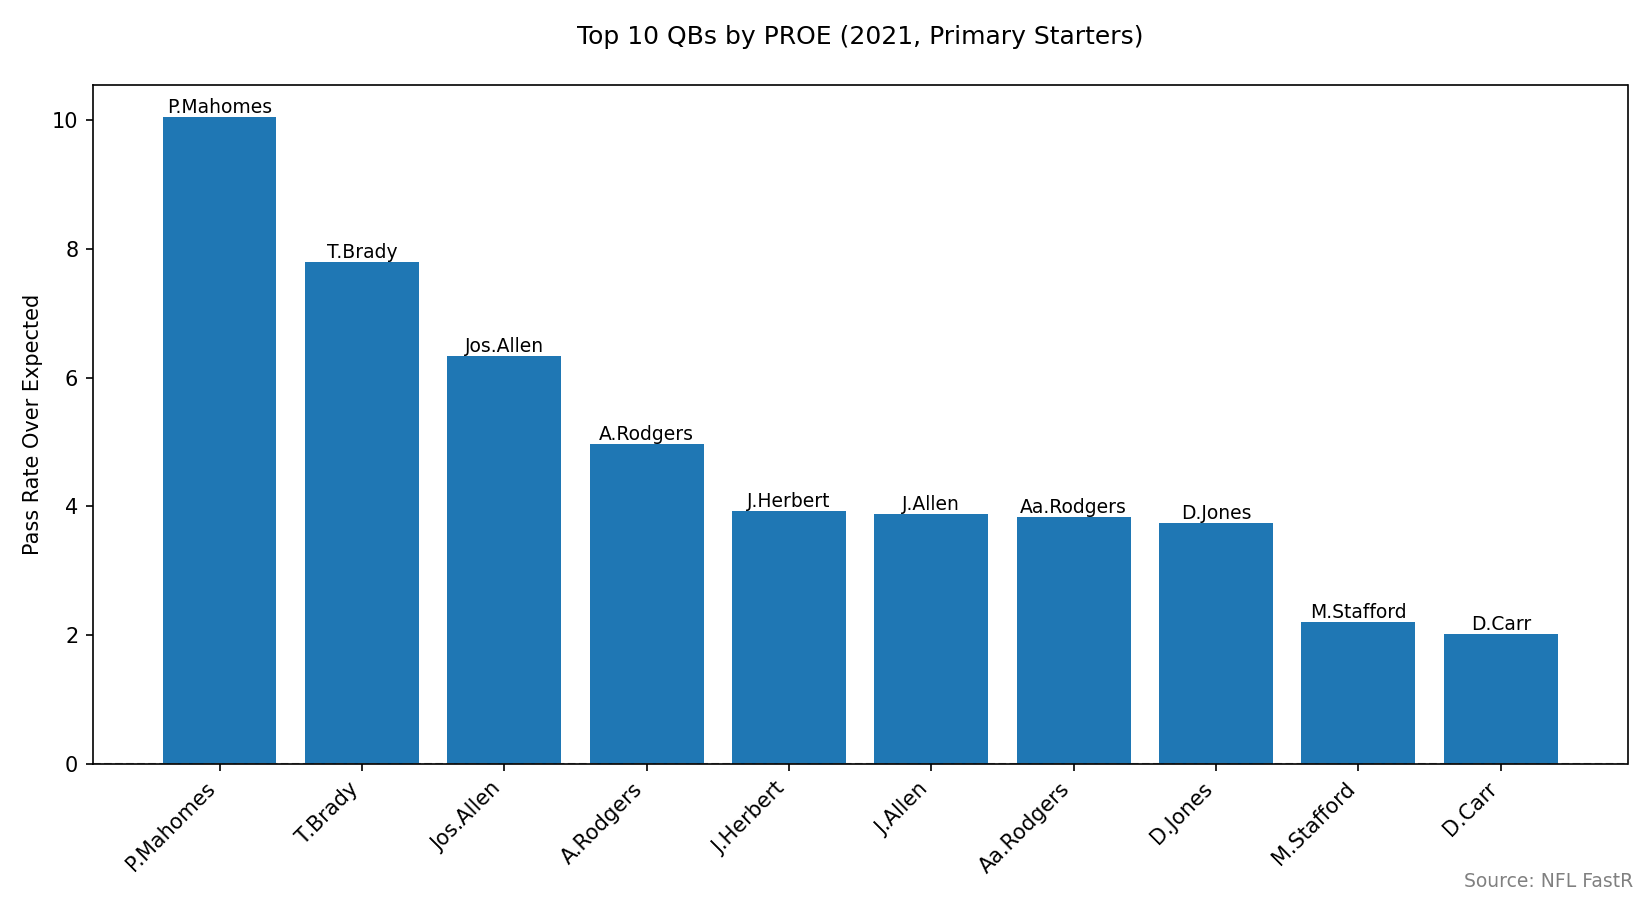 Top 10 QBs by PROE (2021, Primary Starters)
Pass Rate Over Expected
10
8
6
4
2
0
P.Mahomes
T.Brady
Jos.Allen
A.Rodgers
J.Herbert
J.Allen
Aa.Rodgers
D.Jones
M.Stafford
D.Carr
P.Mahomes
T.Brady
Jos.Allen
A.Rodgers
J.Herbert
J.Allen
Aa.Rodgers
D.Jones
M.Stafford
D.Carr
Source: NFL FastR